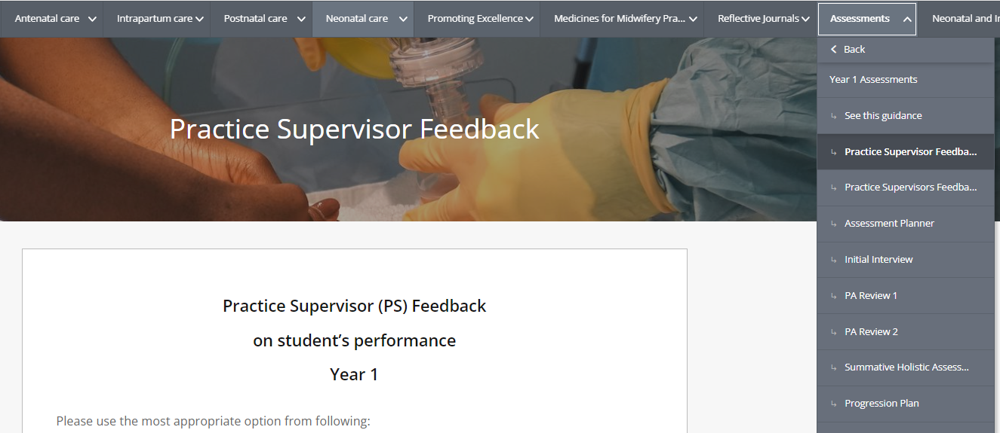 Antenatal care
Intrapartum care
Postnatal care
Neonatal care
Promoting Excellence
Medicines for Midwifery Pra...
Reflective Journals
Assessments
Neonatal and In
Back
Year 1 Assessments
See this guidance
Practice Supervisor Feedba...
Practice Supervisors Feedba...
Assessment Planner
Initial Interview
PA Review 1
PA Review 2
Summative Holistic Assess...
Progression Plan
Practice Supervisor Feedback
Practice Supervisor (PS) Feedback
on student’s performance
Year 1
Please use the most appropriate option from following: